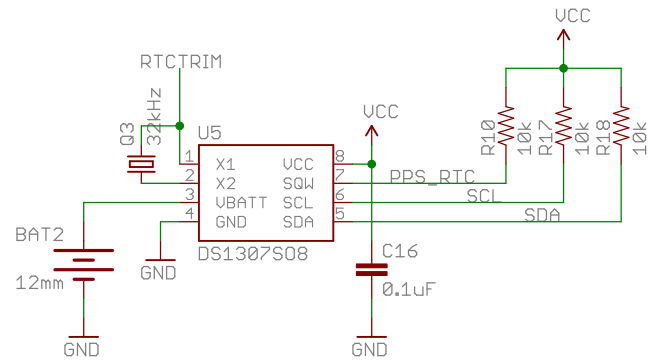 VCC
RTCTRIM
Q3
32kHz
U5
VCC
R10
10k
R17
10k
R18
10k
1 X1 VCC 8
2 X2 SQW 7 PPS_RTC
3 VBATT SCL 6 SCL
4 GND SDA 5 SDA
BAT2
12mm
GND
DS1307SO8
C16
0.1uF
GND
GND